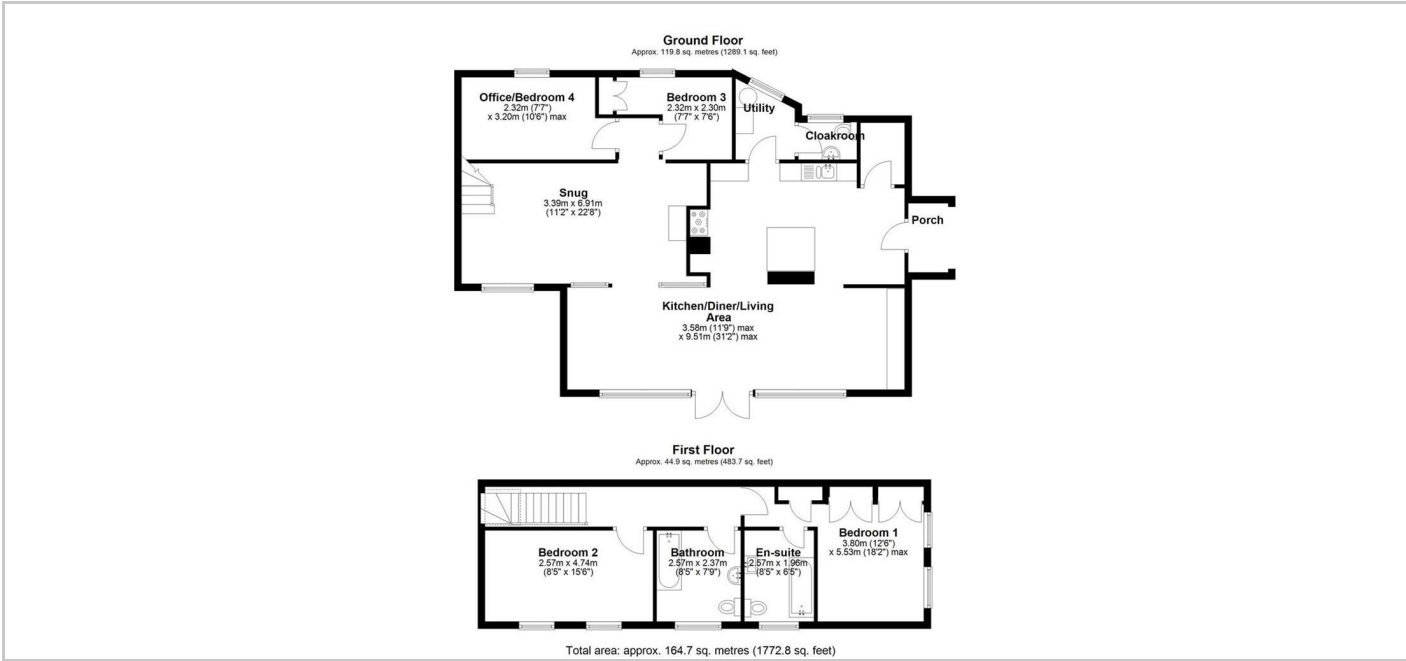 Ground Floor
Approx. 119.8 sq. metres (1289.1 sq. feet)
Office/Bedroom 4
2.32m (7'7")
x 3.20m (10'6") max
Bedroom 3
2.32m x 2.30m
(7'7" x 7'6")
Utility
Cloakroom
Snug
3.39m x 6.91m
(11'2" x 22'8")
Porch
Kitchen/Diner/Living
Area
3.58m (11'9") max
x 9.51m (31'2") max
First Floor
Approx. 44.9 sq. metres (483.7 sq. feet)
Bedroom 2
2.57m x 4.74m
(8'5" x 15'6")
Bathroom
2.57m x 2.37m
(8'5" x 7'9")
En-suite
2.57m x 1.96m
(8'5" x 6'5")
Bedroom 1
3.80m (12'6")
x 5.53m (18'2") max
Total area: approx. 164.7 sq. metres (1772.8 sq. feet)